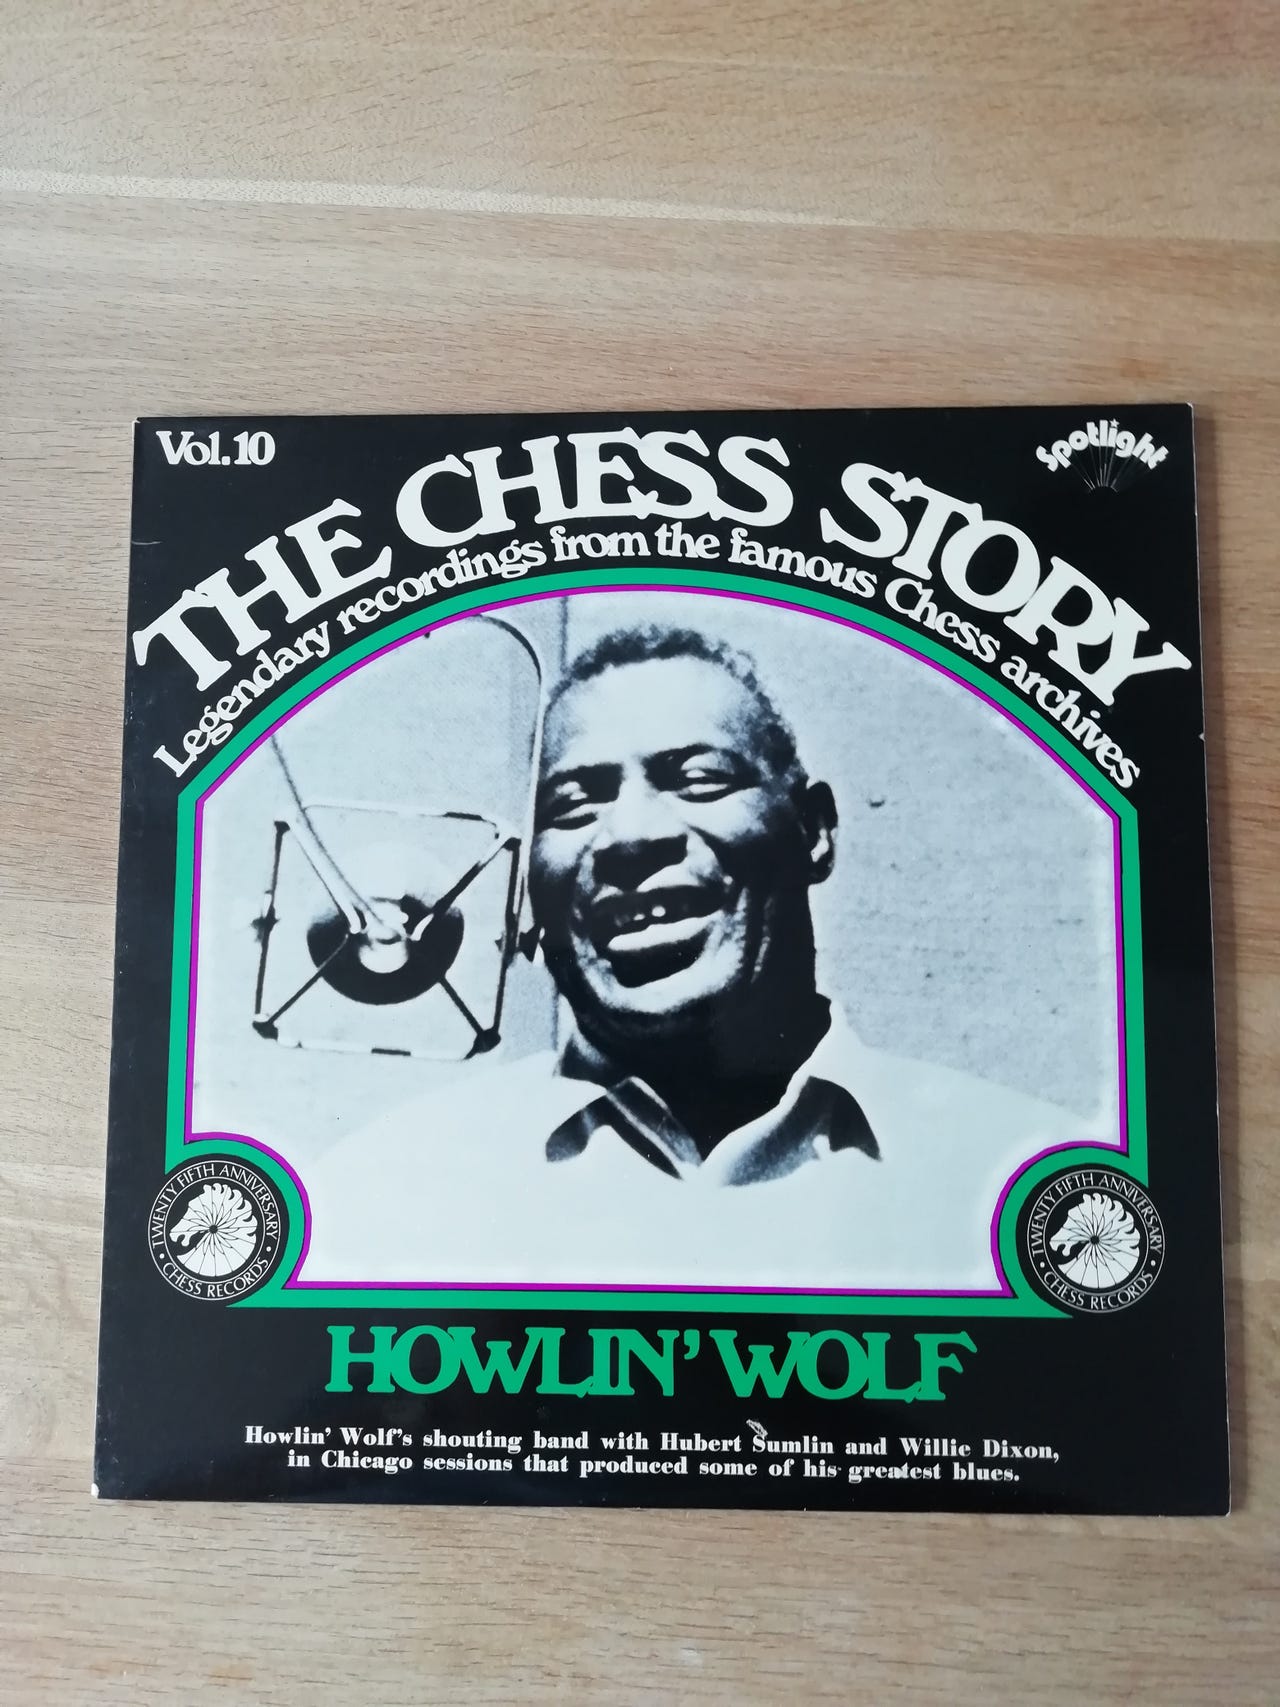 Vol.10
Spotlight
THE CHESS STORY
Legendary recordings from the famous Chess archives
TWENTY FIFTH ANNIVERSARY
• CHESS RECORDS •
TWENTY FIFTH ANNIVERSARY
• CHESS RECORDS •
HOWLIN' WOLF
Howlin' Wolf's shouting band with Hubert Sumlin and Willie Dixon,
in Chicago sessions that produced some of his greatest blues.